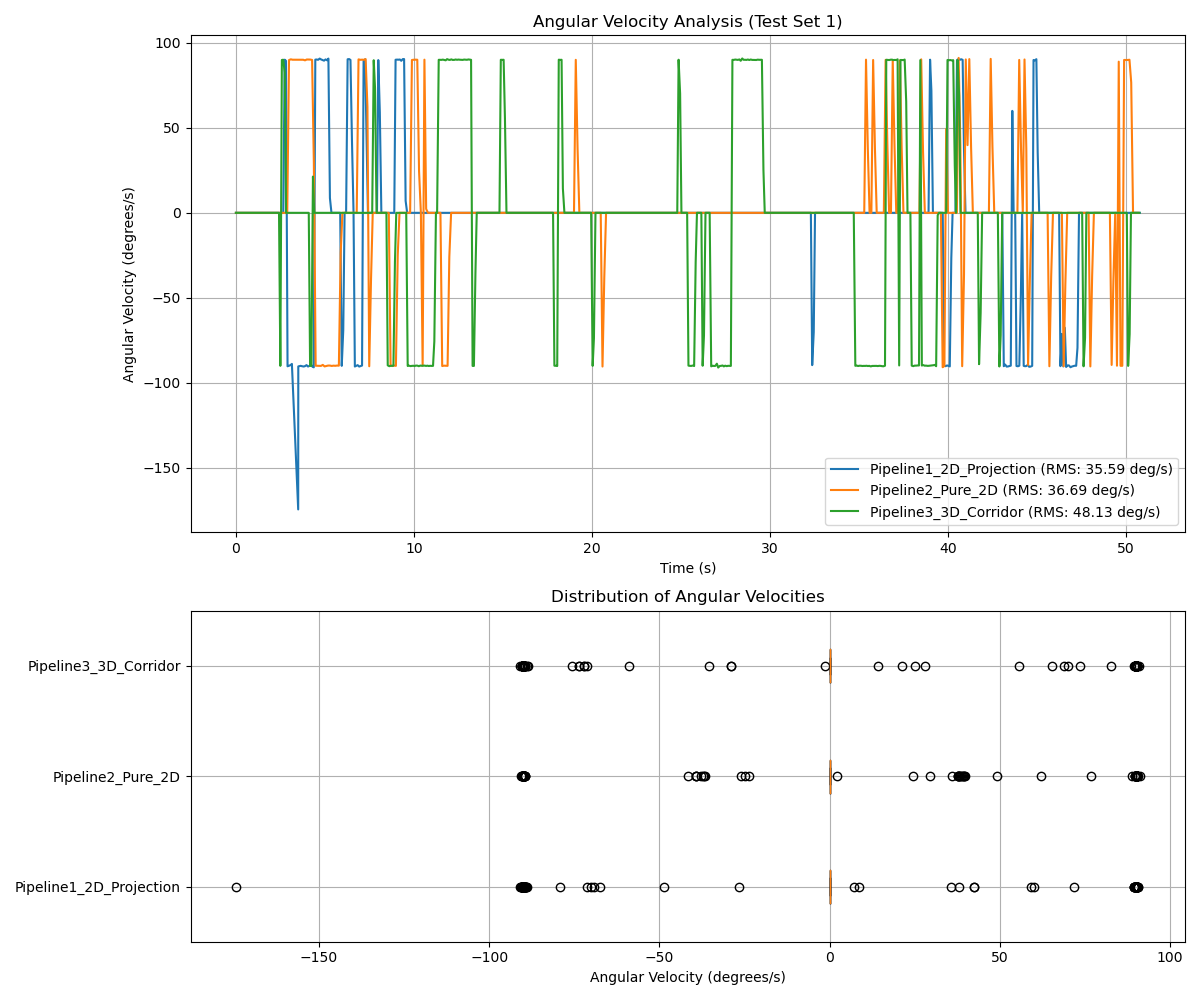 Angular Velocity Analysis (Test Set 1)
100
50
0
−50
−100
−150
Angular Velocity (degrees/s)
Pipeline1_2D_Projection (RMS: 35.59 deg/s)
Pipeline2_Pure_2D (RMS: 36.69 deg/s)
Pipeline3_3D_Corridor (RMS: 48.13 deg/s)
0 10 20 30 40 50
Time (s)
Distribution of Angular Velocities
Pipeline3_3D_Corridor
Pipeline2_Pure_2D
Pipeline1_2D_Projection
−150 −100 −50 0 50 100
Angular Velocity (degrees/s)